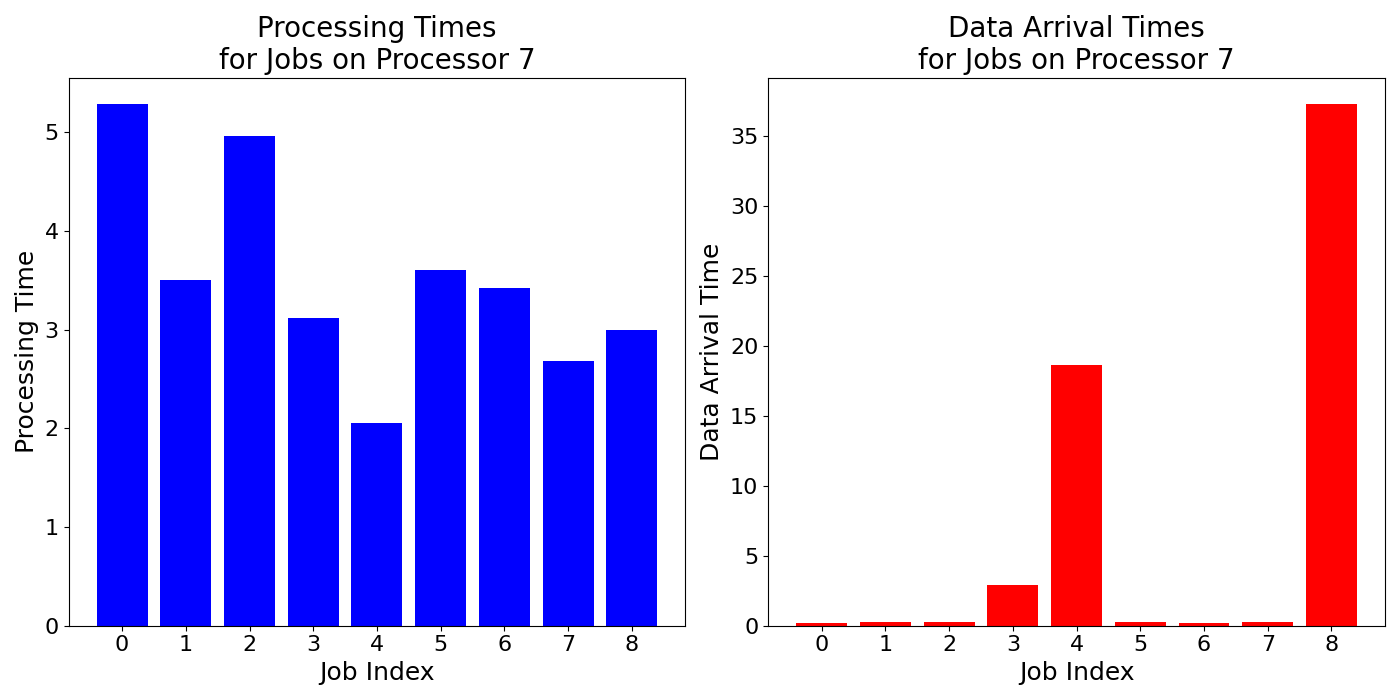 Processing Times
for Jobs on Processor 7
Processing Time
5
4
3
2
1
0
0 1 2 3 4 5 6 7 8
Job Index
Data Arrival Times
for Jobs on Processor 7
Data Arrival Time
35
30
25
20
15
10
5
0
0 1 2 3 4 5 6 7 8
Job Index